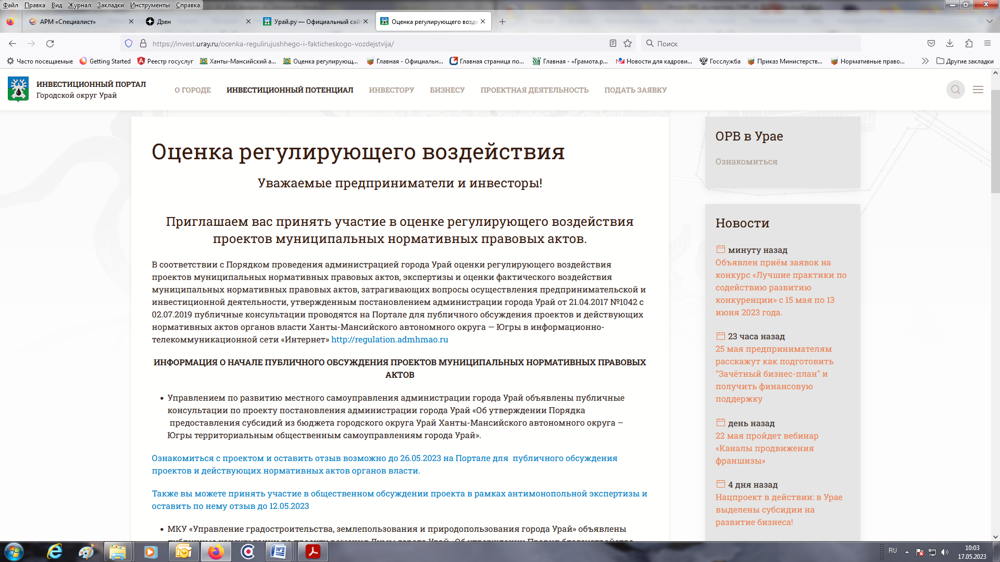 Файл Правка Вид Журнал Закладки Инструменты Справка
АРМ «Специалист»
Дзен
Урай.ру — Официальный сайт
Оценка регулирующего возде
https://invest.uray.ru/ocenka-regulirujushhego-i-fakticheskogo-vozdejstvija/
Поиск
Часто посещаемые
Getting Started
Реестр госуслуг
Ханты-Мансийский а...
Оценка регулирующ...
Главная - Официальн...
Главная страница по...
Главная - «Грамота.р...
Новости для кадрови...
Госслужба
Приказ Министерств...
Нормативные право...
Другие закладки
ИНВЕСТИЦИОННЫЙ ПОРТАЛ
Городской округ Урай
О ГОРОДЕ
ИНВЕСТИЦИОННЫЙ ПОТЕНЦИАЛ
ИНВЕСТОРУ
БИЗНЕСУ
ПРОЕКТНАЯ ДЕЯТЕЛЬНОСТЬ
ПОДАТЬ ЗАЯВКУ
Оценка регулирующего воздействия
Уважаемые предприниматели и инвесторы!
Приглашаем вас принять участие в оценке регулирующего воздействия
проектов муниципальных нормативных правовых актов.
В соответствии с Порядком проведения администрацией города Урай оценки регулирующего воздействия
проектов муниципальных нормативных правовых актов, экспертизы и оценки фактического воздействия
муниципальных нормативных правовых актов, затрагивающих вопросы осуществления предпринимательской и
инвестиционной деятельности, утвержденным постановлением администрации города Урай от 21.04.2017 №1042 с
02.07.2019 публичные консультации проводятся на Портале для публичного обсуждения проектов и действующих
нормативных актов органов власти Ханты-Мансийского автономного округа — Югры в информационно-
телекоммуникационной сети «Интернет» http://regulation.admhmao.ru
ИНФОРМАЦИЯ О НАЧАЛЕ ПУБЛИЧНОГО ОБСУЖДЕНИЯ ПРОЕКТОВ МУНИЦИПАЛЬНЫХ НОРМАТИВНЫХ ПРАВОВЫХ
АКТОВ
• Управлением по развитию местного самоуправления администрации города Урай объявлены публичные
консультации по проекту постановления администрации города Урай «Об утверждении Порядка
предоставления субсидий из бюджета городского округа Урай Ханты-Мансийского автономного округа –
Югры территориальным общественным самоуправлениям города Урай».
Ознакомиться с проектом и оставить отзыв возможно до 26.05.2023 на Портале для публичного обсуждения
проектов и действующих нормативных актов органов власти.
Также вы можете принять участие в общественном обсуждении проекта в рамках антимонопольной экспертизы и
оставить по нему отзыв до 12.05.2023
• МКУ «Управление градостроительства, землепользования и природопользования города Урай» объявлены
публичные консультации по проекту решения Думы города Урай «Об утверждении Правил благоустройства
ОРВ в Урае
Ознакомиться
Новости
минуту назад
Объявлен приём заявок на
конкурс «Лучшие практики по
содействию развитию
конкуренции» с 15 мая по 13
июня 2023 года.
23 часа назад
25 мая предпринимателям
расскажут как подготовить
"Зачётный бизнес-план" и
получить финансовую
поддержку
день назад
22 мая пройдет вебинар
«Каналы продвижения
франшизы»
4 дня назад
Нацпроект в действии: в Урае
выделены субсидии на
развитие бизнеса!
RU
10:03
17.05.2023